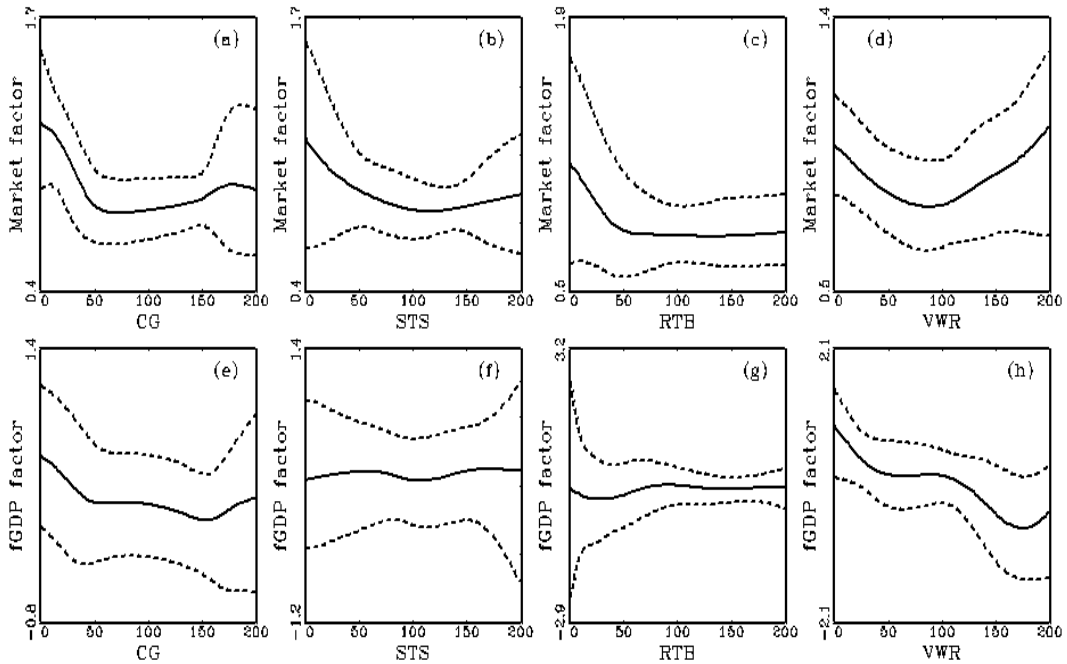 1.7
(a)
Market factor
0.4
0 50 100 150 200
CG
1.7
(b)
Market factor
0.4
0 50 100 150 200
STS
1.9
(c)
Market factor
0.5
0 50 100 150 200
RTB
1.4
(d)
Market factor
0.5
0 50 100 150 200
VWR
1.4
(e)
fGDP factor
-0.8
0 50 100 150 200
CG
1.4
(f)
fGDP factor
-1.2
0 50 100 150 200
STS
3.2
(g)
fGDP factor
-2.9
0 50 100 150 200
RTB
2.1
(h)
fGDP factor
-2.1
0 50 100 150 200
VWR